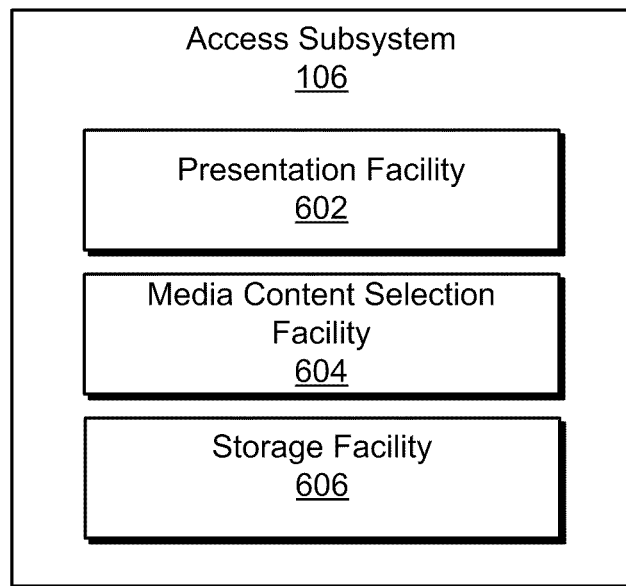 Access Subsystem
106
Presentation Facility
602
Media Content Selection
Facility
604
Storage Facility
606